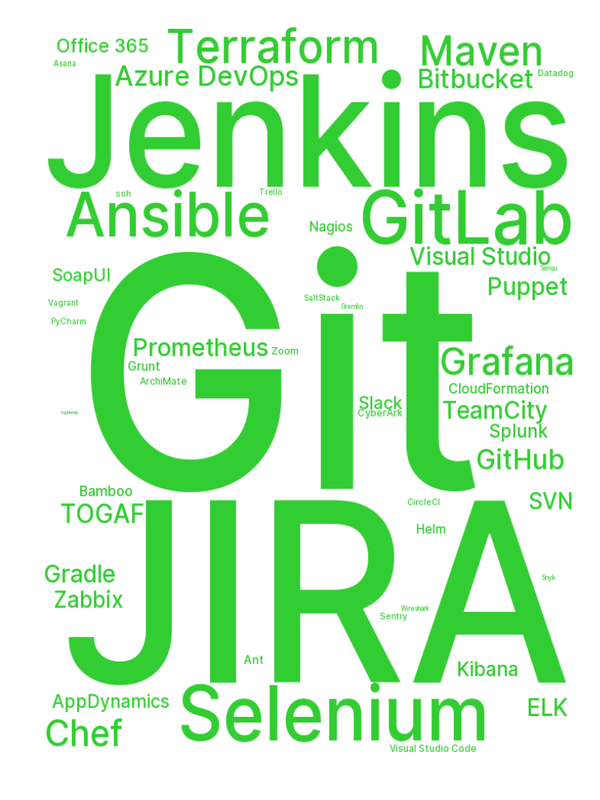 Office 365
Terraform
Maven
Asana
Azure DevOps
Bitbucket
Datadog
Jenkins
ssh
Trello
Ansible
GitLab
Nagios
Visual Studio
Sensu
SoapUI
Puppet
Git
SaltStack
Vagrant
Gremlin
PyCharm
Prometheus
Zoom
Grafana
Grunt
ArchiMate
CloudFormation
Slack
CyberArk
TeamCity
Splunk
GitHub
Bamboo
SVN
CircleCI
TOGAF
JIRA
Helm
Gradle
Snyk
Zabbix
Wireshark
Sentry
Ant
Kibana
AppDynamics
Selenium
ELK
Chef
Visual Studio Code